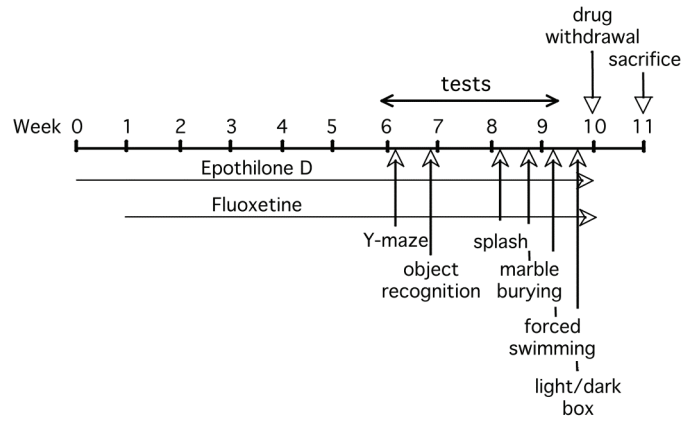 drug
withdrawal
sacrifice
tests
Week 0 1 2 3 4 5 6 7 8 9 10 11
Epothilone D
Fluoxetine
Y-maze
splash
object
recognition
marble
burying
forced
swimming
light/dark
box